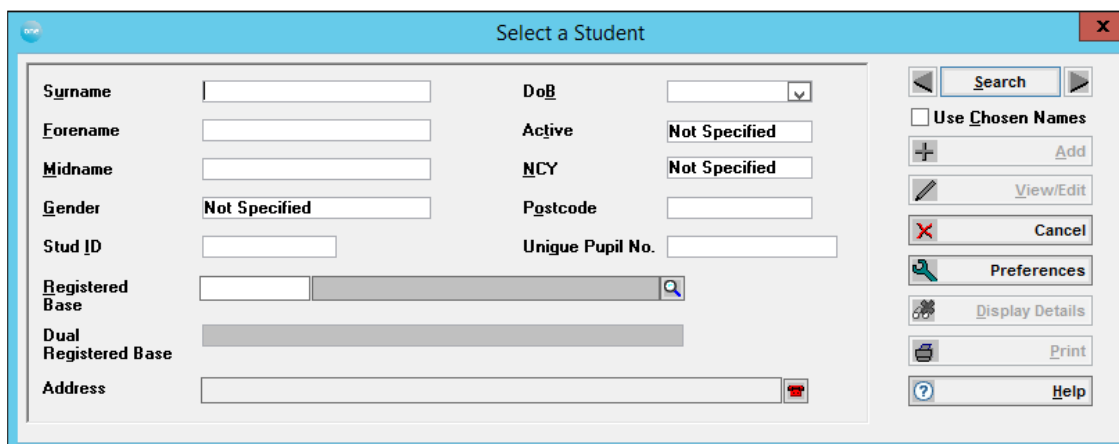 one
Select a Student
X
Surname
DoB
Search
Forename
Active
Not Specified
Use Chosen Names
Midname
NCY
Not Specified
Add
Gender
Not Specified
Postcode
View/Edit
Stud ID
Unique Pupil No.
Cancel
Registered
Base
Preferences
Dual
Registered Base
Display Details
Print
Address
Help